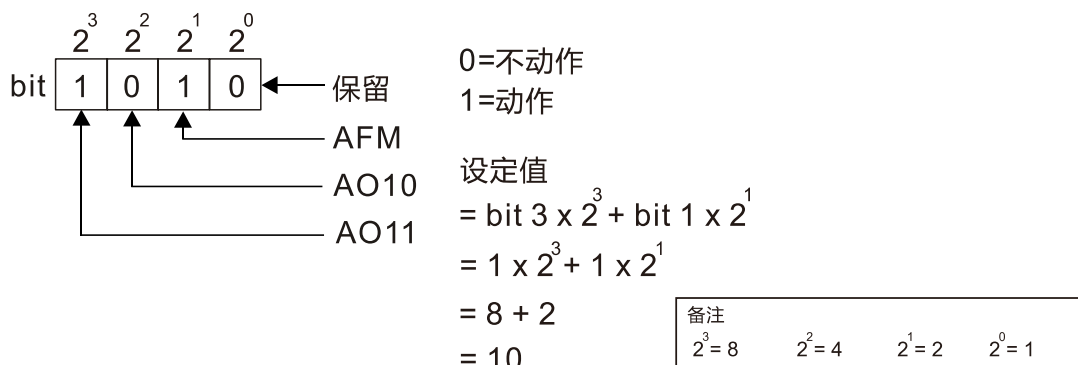 2³ 2² 2¹ 2⁰
bit 1 0 1 0 保留
AFM
AO10
AO11
0=不动作
1=动作
设定值
= bit 3 x 2³ + bit 1 x 2¹
= 1 x 2³ + 1 x 2¹
= 8 + 2
= 10
备注
2³= 8 2²= 4 2¹= 2 2⁰= 1